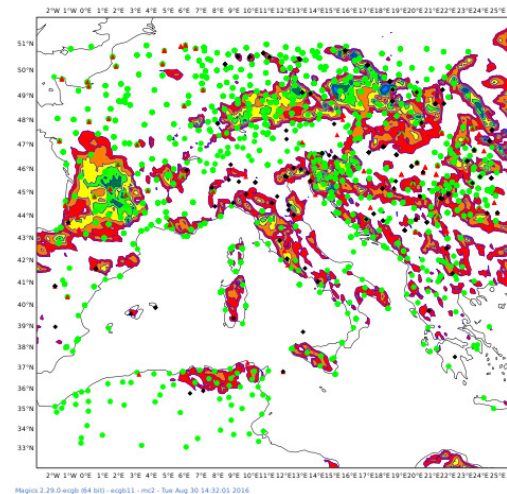 2°W 1°W 0°E 1°E 2°E 3°E 4°E 5°E 6°E 7°E 8°E 9°E 10°E 11°E 12°E 13°E 14°E 15°E 16°E 17°E 18°E 19°E 20°E 21°E 22°E 23°E 24°E 25°E
51°N
50°N
49°N
48°N
47°N
46°N
45°N
44°N
43°N
42°N
41°N
40°N
39°N
38°N
37°N
36°N
35°N
34°N
33°N
2°W 1°W 0°E 1°E 2°E 3°E 4°E 5°E 6°E 7°E 8°E 9°E 10°E 11°E 12°E 13°E 14°E 15°E 16°E 17°E 18°E 19°E 20°E 21°E 22°E 23°E 24°E 25°E
Magics 2.29.0-ecgb (64 bit) - ecgb11 - mc2 - Tue Aug 30 14:32:01 2016